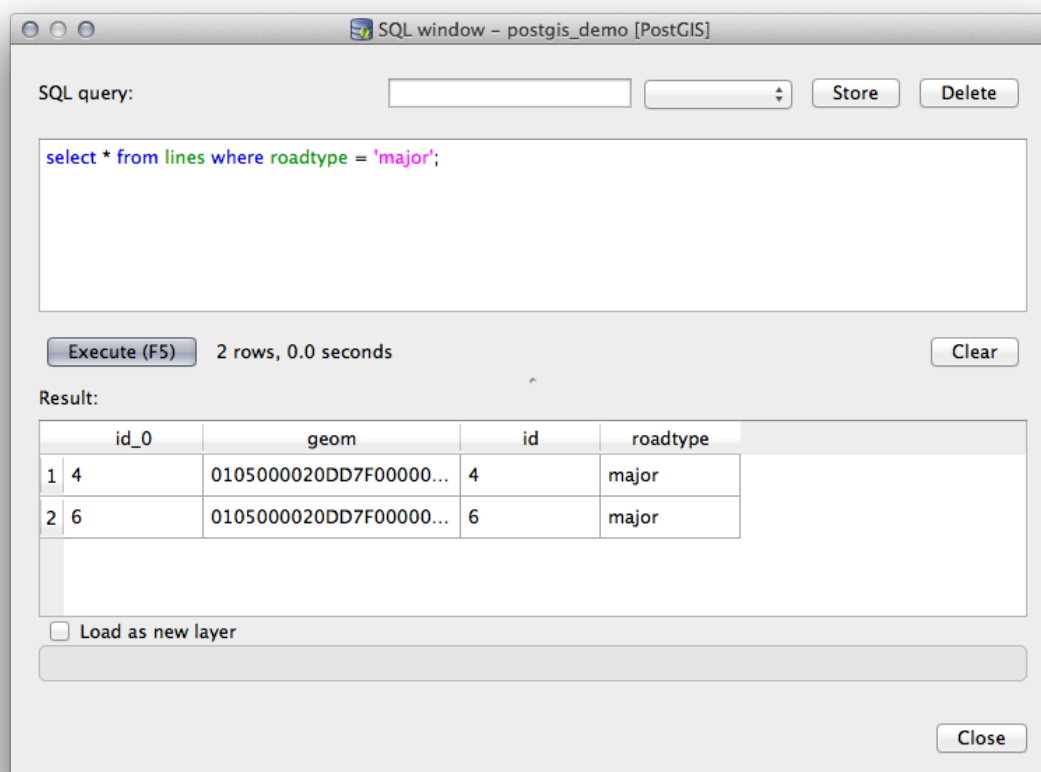 SQL window – postgis_demo [PostGIS]
SQL query: Store Delete
select * from lines where roadtype = 'major';
Execute (F5) 2 rows, 0.0 seconds Clear
Result:
id_0 geom id roadtype
1 4 0105000020DD7F00000... 4 major
2 6 0105000020DD7F00000... 6 major
Load as new layer
Close